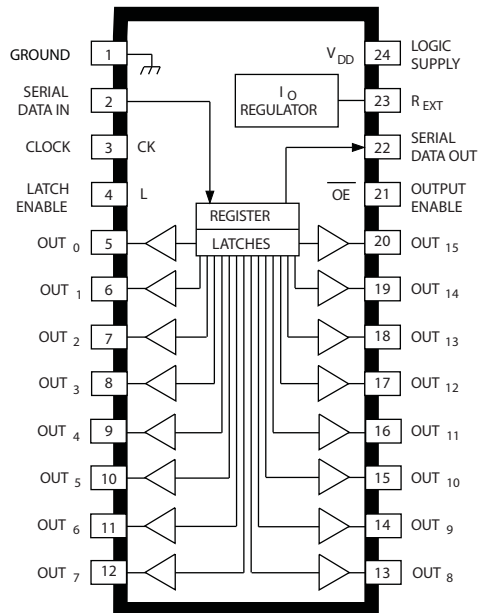 GROUND 1 V DD 24 LOGIC SUPPLY
SERIAL DATA IN 2 I O REGULATOR 23 R EXT
CLOCK 3 CK 22 SERIAL DATA OUT
LATCH ENABLE 4 L OE 21 OUTPUT ENABLE
REGISTER
LATCHES
OUT 0 5 20 OUT 15
OUT 1 6 19 OUT 14
OUT 2 7 18 OUT 13
OUT 3 8 17 OUT 12
OUT 4 9 16 OUT 11
OUT 5 10 15 OUT 10
OUT 6 11 14 OUT 9
OUT 7 12 13 OUT 8